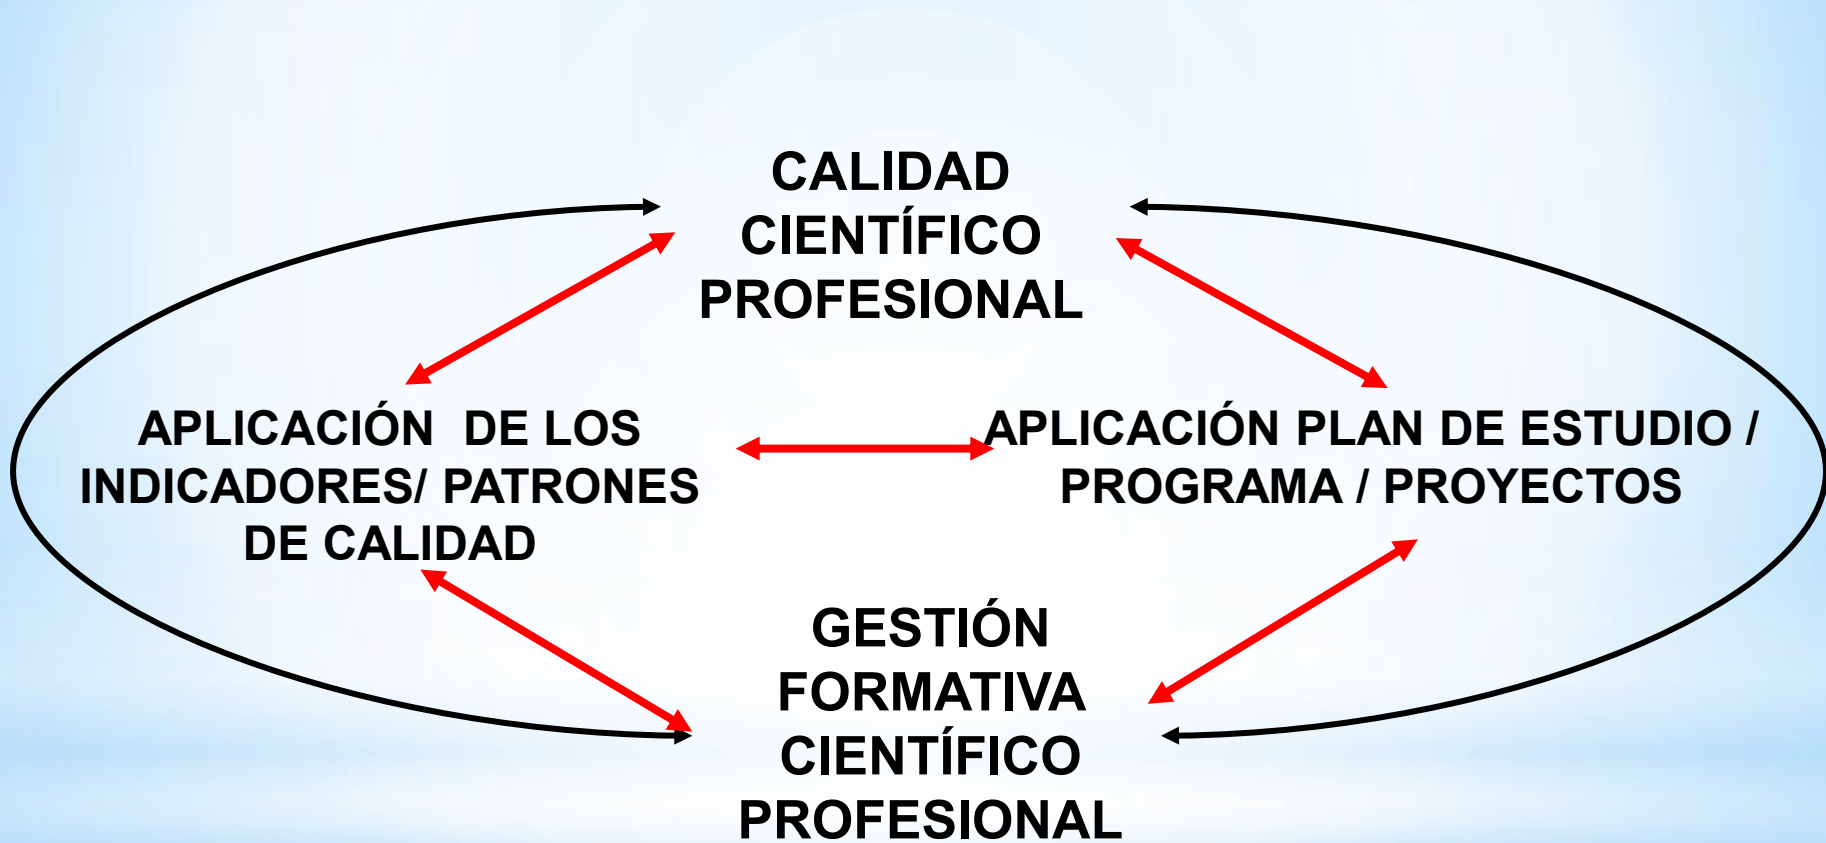 CALIDAD
CIENTÍFICO
PROFESIONAL
APLICACIÓN DE LOS
INDICADORES/ PATRONES
DE CALIDAD
APLICACIÓN PLAN DE ESTUDIO /
PROGRAMA / PROYECTOS
GESTIÓN
FORMATIVA
CIENTÍFICO
PROFESIONAL